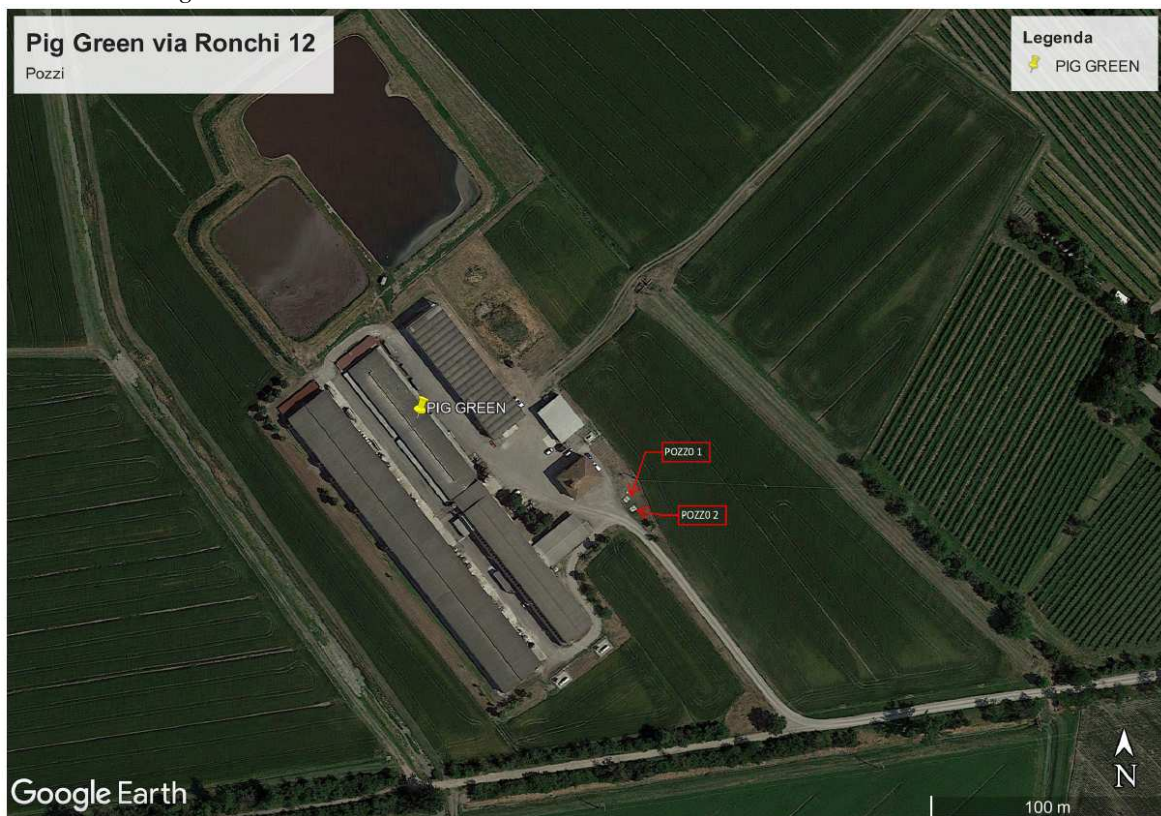 Pig Green via Ronchi 12
Pozzi
Legenda
PIG GREEN
PIG GREEN
POZZO 1
POZZO 2
Google Earth
N
100 m